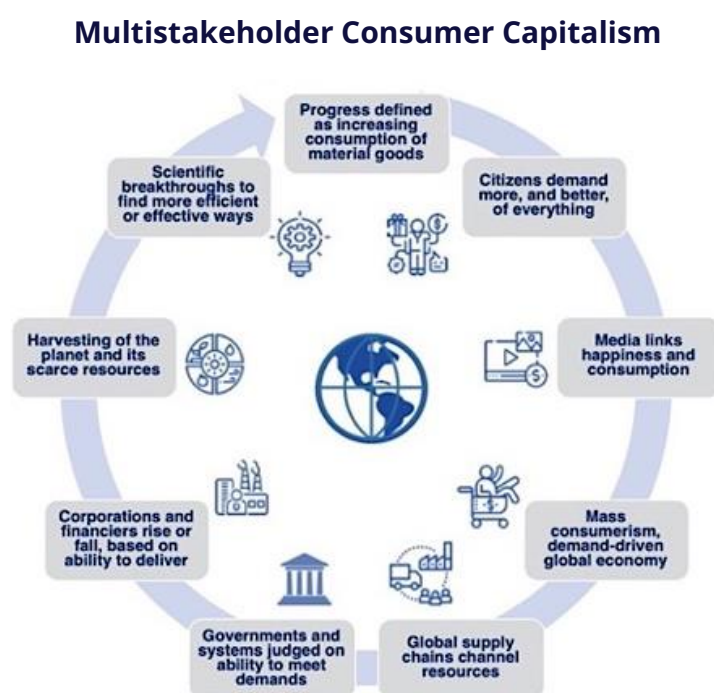 Multistakeholder Consumer Capitalism
Progress defined
as increasing
consumption of
material goods
Citizens demand
more, and better,
of everything
Media links
happiness and
consumption
Mass
consumerism,
demand-driven
global economy
Global supply
chains channel
resources
Governments and
systems judged on
ability to meet
demands
Corporations and
financiers rise or
fall, based on
ability to deliver
Harvesting of the
planet and its
scarce resources
Scientific
breakthroughs to
find more efficient
or effective ways